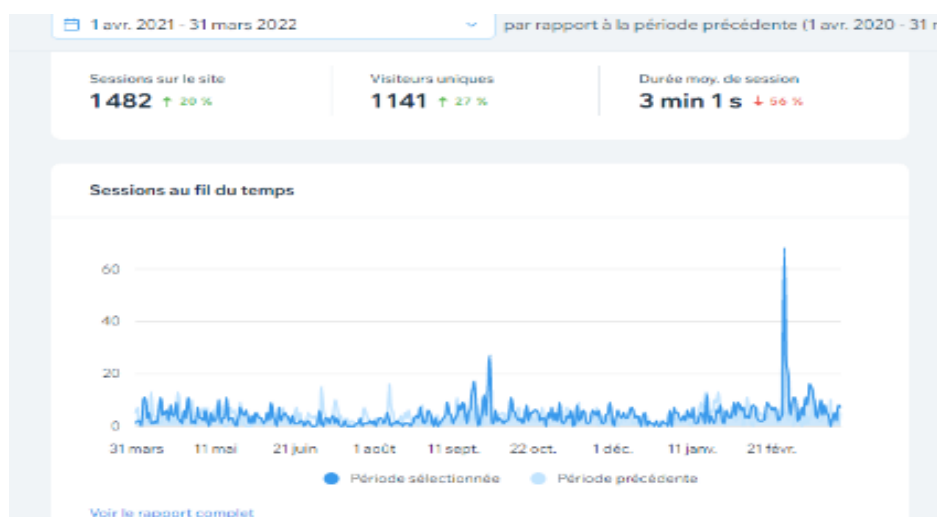 1 avr. 2021 - 31 mars 2022 par rapport à la période précédente (1 avr. 2020 - 31
Sessions sur le site Visiteurs uniques Durée moy. de session
1482 ↑ 20 % 1141 ↑ 27 % 3 min 1 s ↓ 56 %
Sessions au fil du temps
60
40
20
0
31 mars 11 mai 21 juin 1 août 11 sept. 22 oct. 1 déc. 11 janv. 21 févr.
Période sélectionnée Période précédente
Voir le rapport complet